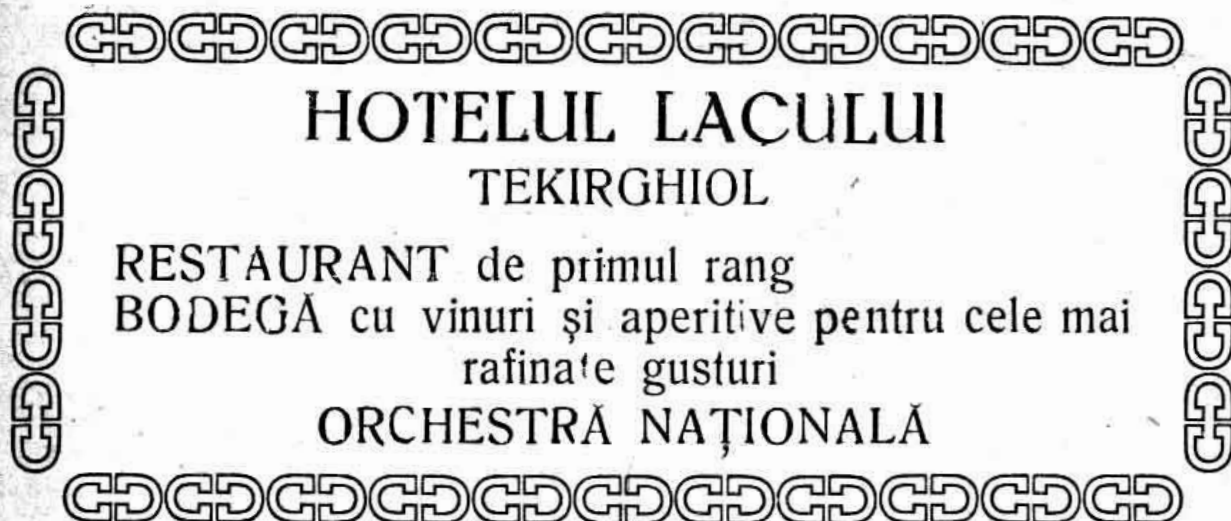 HOTELUL LACULUI
TEKIRGHIOL
RESTAURANT de primul rang
BODEGĂ cu vinuri și aperitive pentru cele mai
rafinate gusturi
ORCHESTRĂ NAȚIONALĂ